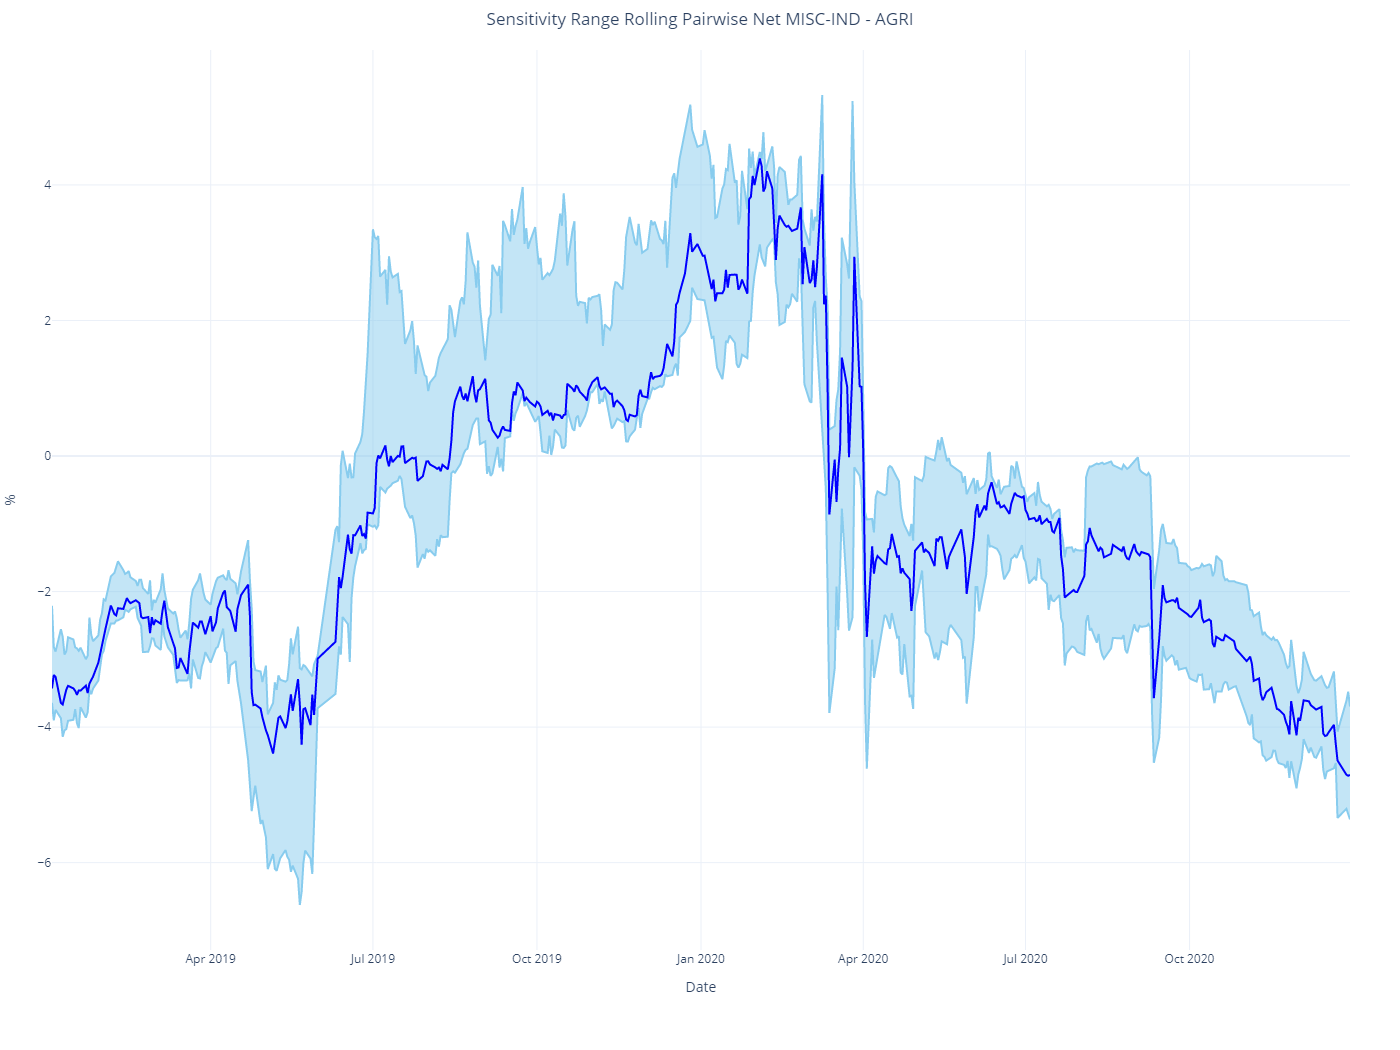 Sensitivity Range Rolling Pairwise Net MISC-IND - AGRI
%
4
2
0
−2
−4
−6
Apr 2019
Jul 2019
Oct 2019
Jan 2020
Apr 2020
Jul 2020
Oct 2020
Date